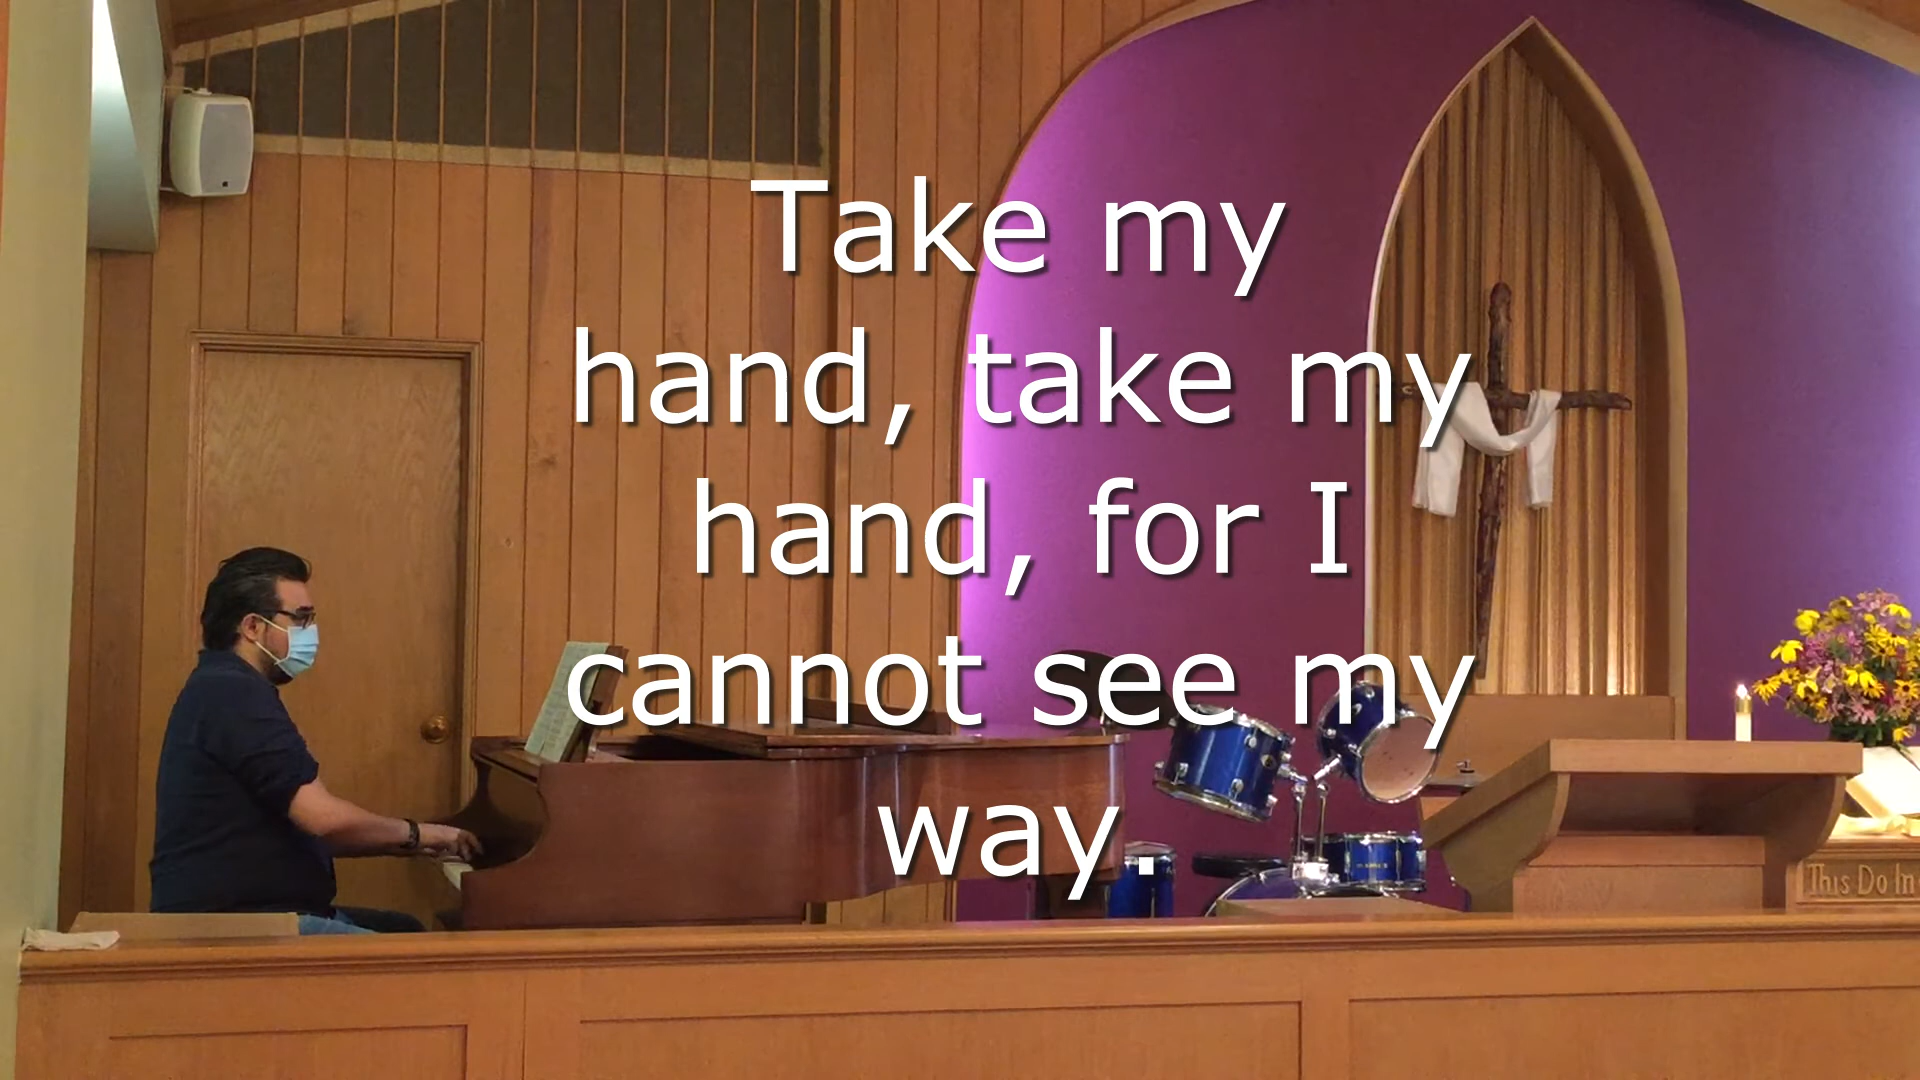 Take my
hand, take my
hand, for I
cannot see my
way.
This Do In